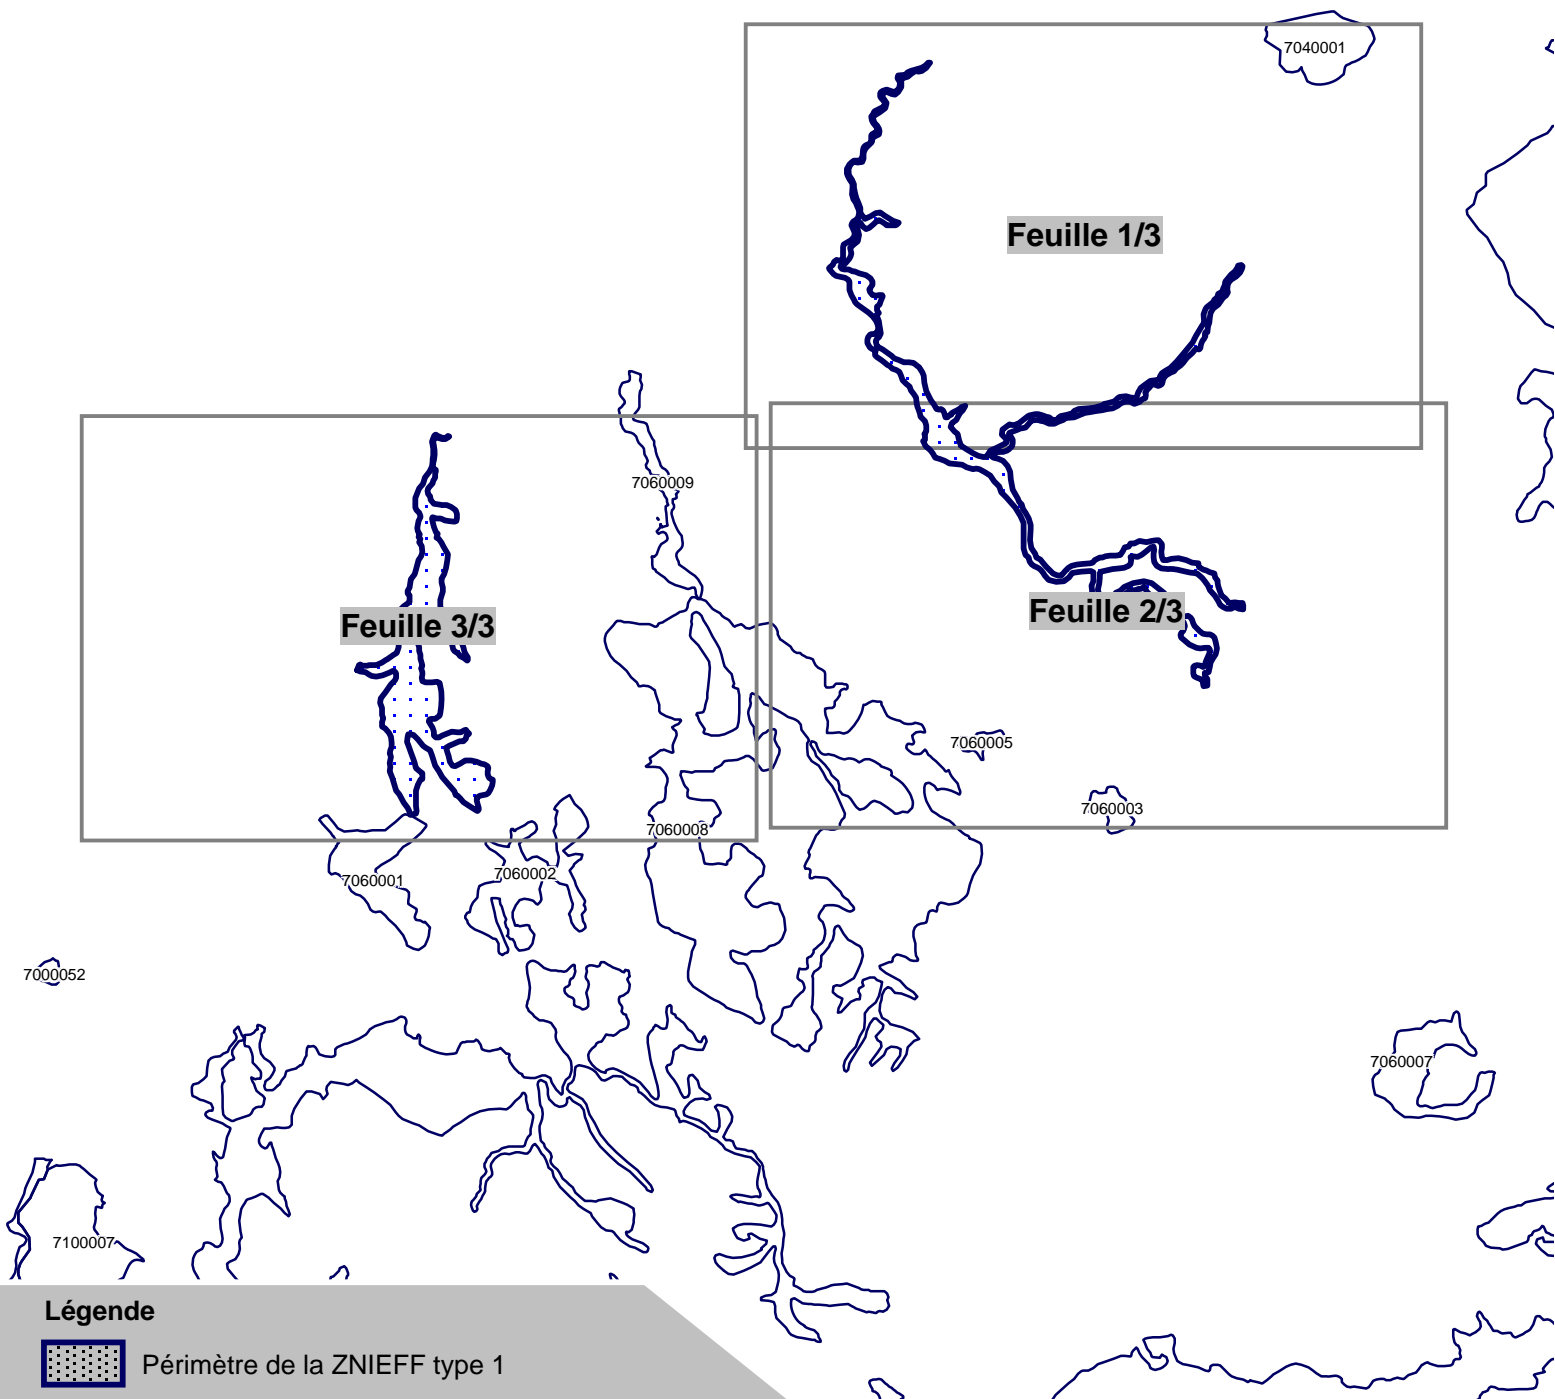 7040001
Feuille 1/3
7060009
Feuille 2/3
Feuille 3/3
7060005
7060003
7060008
7060002
7060001
7000052
7060007
7100007
Légende
Périmètre de la ZNIEFF type 1